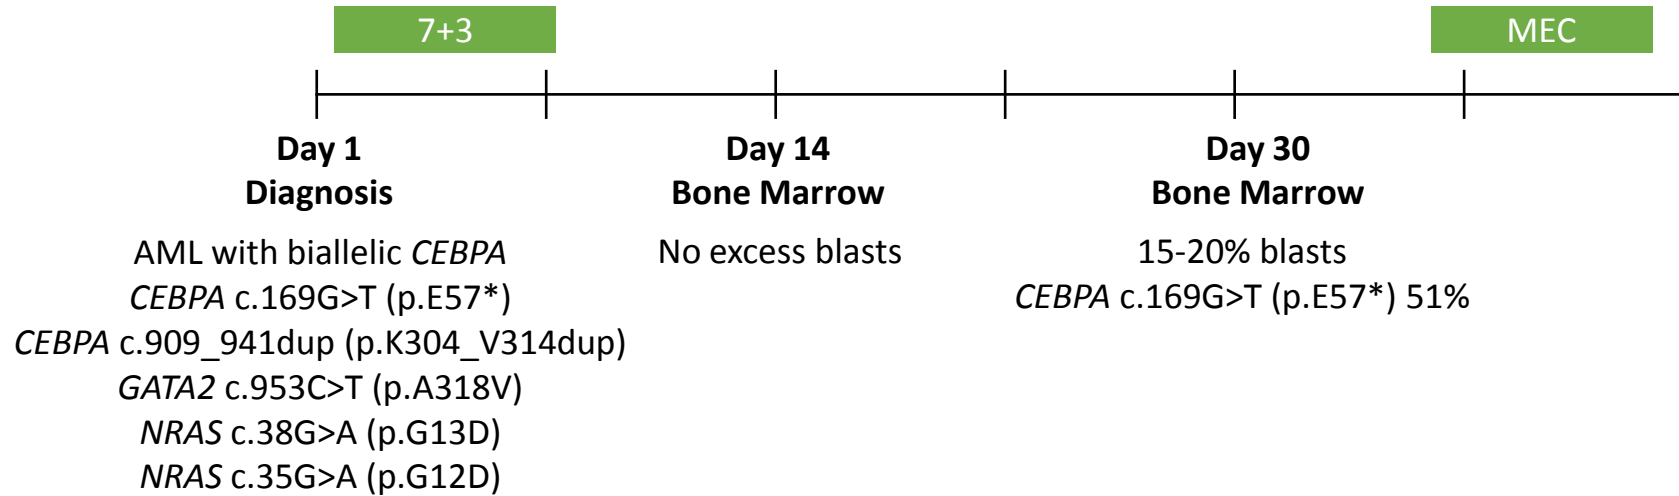 7+3
MEC
Day 1
Diagnosis
AML with biallelic CEBPA
CEBPA c.169G>T (p.E57*)
CEBPA c.909_941dup (p.K304_V314dup)
GATA2 c.953C>T (p.A318V)
NRAS c.38G>A (p.G13D)
NRAS c.35G>A (p.G12D)
Day 14
Bone Marrow
No excess blasts
Day 30
Bone Marrow
15-20% blasts
CEBPA c.169G>T (p.E57*) 51%